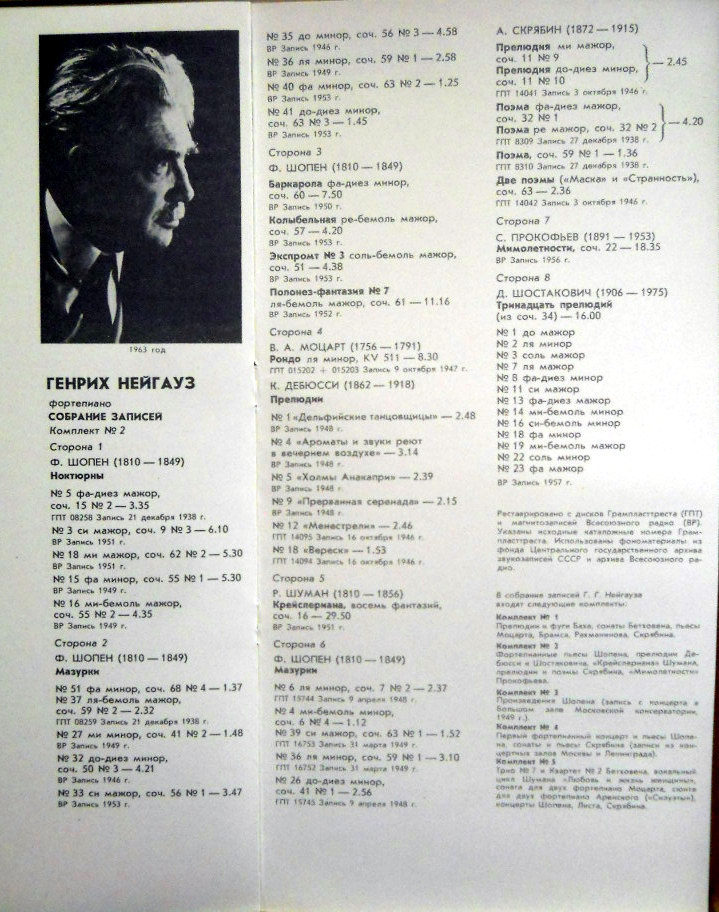 1963 год
ГЕНРИХ НЕЙГАУЗ
фортепиано
СОБРАНИЕ ЗАПИСЕЙ
Комплект № 2
Сторона 1
Ф. ШОПЕН (1810 — 1849)
Ноктюрны
№ 5 фа-диез мажор,
соч. 15 № 2 — 3.35
ГПТ 08258 Запись 21 декабря 1938 г.
№ 3 си мажор, соч. 9 № 3 — 6.10
ВР Запись 1951 г.
№ 18 ми мажор, соч. 62 № 2 — 5.30
ВР Запись 1951 г.
№ 15 фа минор, соч. 55 № 1 — 5.30
ВР Запись 1949 г.
№ 16 ми-бемоль мажор,
соч. 55 № 2 — 4.35
ВР Запись 1949 г.
Сторона 2
Ф. ШОПЕН (1810 — 1849)
Мазурки
№ 51 фа минор, соч. 68 № 4 — 1.37
№ 37 ля-бемоль мажор,
соч. 59 № 2 — 2.32
ГПТ 08259 Запись 21 декабря 1938 г.
№ 27 ми минор, соч. 41 № 2 — 1.48
ВР Запись 1949 г.
№ 32 до-диез минор,
соч. 50 № 3 — 4.21
ВР Запись 1946 г.
№ 33 си мажор, соч. 56 № 1 — 3.47
ВР Запись 1953 г.
№ 35 до минор, соч. 56 № 3 — 4.58
ВР Запись 1946 г.
№ 36 ля минор, соч. 59 № 1 — 2.58
ВР Запись 1949 г.
№ 40 фа минор, соч. 63 № 2 — 1.25
ВР Запись 1953 г.
№ 41 до-диез минор,
соч. 63 № 3 — 1.45
ВР Запись 1953 г.
Сторона 3
Ф. ШОПЕН (1810 — 1849)
Баркарола фа-диез минор,
соч. 60 — 7.50
ВР Запись 1950 г.
Колыбельная ре-бемоль мажор,
соч. 57 — 4.20
ВР Запись 1953 г.
Экспромт № 3 соль-бемоль мажор,
соч. 51 — 4.38
ВР Запись 1953 г.
Полонез-фантазия № 7
ля-бемоль мажор, соч. 61 — 11.16
ВР Запись 1952 г.
Сторона 4
В. А. МОЦАРТ (1756 — 1791)
Рондо ля минор, KV 511 — 8.30
ГПТ 015202 ÷ 015203 Запись 9 октября 1947 г.
К. ДЕБЮССИ (1862 — 1918)
Прелюдии
№ 1 «Дельфийские танцовщицы» — 2.48
ВР Запись 1948 г.
№ 4 «Ароматы и звуки реют
в вечернем воздухе» — 3.14
ВР Запись 1948 г.
№ 5 «Холмы Анакапри» — 2.39
ВР Запись 1948 г.
№ 9 «Прерванная серенада» — 2.15
ВР Запись 1948 г.
№ 12 «Менестрели» — 2.46
ГПТ 14095 Запись 16 октября 1946 г.
№ 18 «Вереск» — 1.53
ГПТ 14094 Запись 16 октября 1946 г.
Сторона 5
Р. ШУМАН (1810 — 1856)
Крейслериана, восемь фантазий,
соч. 16 — 29.50
ВР Запись 1951 г.
Сторона 6
Ф. ШОПЕН (1810 — 1849)
Мазурки
№ 6 ля минор, соч. 7 № 2 — 2.37
ГПТ 15744 Запись 9 апреля 1948 г.
№ 4 ми-бемоль минор,
соч. 6 № 4 — 1.12
№ 39 си мажор, соч. 63 № 1 — 1.52
ГПТ 16753 Запись 31 марта 1949 г.
№ 36 ля минор, соч. 59 № 1 — 3.10
ГПТ 16752 Запись 31 марта 1949 г.
№ 26 до-диез минор,
соч. 41 № 1 — 2.56
ГПТ 15745 Запись 9 апреля 1948 г.
А. СКРЯБИН (1872 — 1915)
Прелюдия ми мажор,
соч. 11 № 9
Прелюдия до-диез минор,
соч. 11 № 10
— 2.45
ГПТ 14041 Запись 3 октября 1946 г.
Поэма фа-диез мажор,
соч. 32 № 1
Поэма ре мажор, соч. 32 № 2
— 4.20
ГПТ 8309 Запись 27 декабря 1938 г.
Поэма, соч. 59 № 1 — 1.36
ГПТ 8310 Запись 27 декабря 1938 г.
Две поэмы («Маска» и «Странность»),
соч. 63 — 2.36
ГПТ 14042 Запись 3 октября 1946 г.
Сторона 7
С. ПРОКОФЬЕВ (1891 — 1953)
Мимолетности, соч. 22 — 18.35
ВР Запись 1956 г.
Сторона 8
Д. ШОСТАКОВИЧ (1906 — 1975)
Тринадцать прелюдий
(из соч. 34) — 16.00
№ 1 до мажор
№ 2 ля минор
№ 3 соль мажор
№ 7 ля мажор
№ 8 фа-диез минор
№ 11 си мажор
№ 13 фа-диез мажор
№ 14 ми-бемоль минор
№ 16 си-бемоль минор
№ 18 фа минор
№ 19 ми-бемоль мажор
№ 22 соль минор
№ 23 фа мажор
ВР Запись 1957 г.
Реставрировано с дисков Грампласттреста (ГПТ)
и магнитозаписей Всесоюзного радио (ВР).
Указаны исходные каталожные номера Грам-
пласттреста. Использованы фономатериалы из
фонда Центрального государственного архива
звукозаписей СССР и архива Всесоюзного ра-
дио.
В собрание записей Г. Г. Нейгауза
входят следующие комплекты:
Комплект № 1
Прелюдии и фуги Баха, сонаты Бетховена, пьесы
Моцарта, Брамса, Рахманинова, Скрябина.
Комплект № 2
Фортепианные пьесы Шопена, прелюдии Де-
бюсси и Шостаковича, «Крейслериана» Шумана,
прелюдии и поэмы Скрябина, «Мимолетности»
Прокофьева.
Комплект № 3
Произведения Шопена (запись с концерта в
Большом зале Московской консерватории,
1949 г.).
Комплект № 4
Первый фортепианный концерт и пьесы Шопе-
на, сонаты и пьесы Скрябина (записи из кон-
цертных залов Москвы и Ленинграда).
Комплект № 5
Трио № 7 и Квартет № 2 Бетховена, вокальный
цикл Шумана «Любовь и жизнь женщины»,
соната для двух фортепиано Моцарта, сюита
для двух фортепиано Аренского («Силуэты»),
концерты Шопена, Листа, Скрябина.